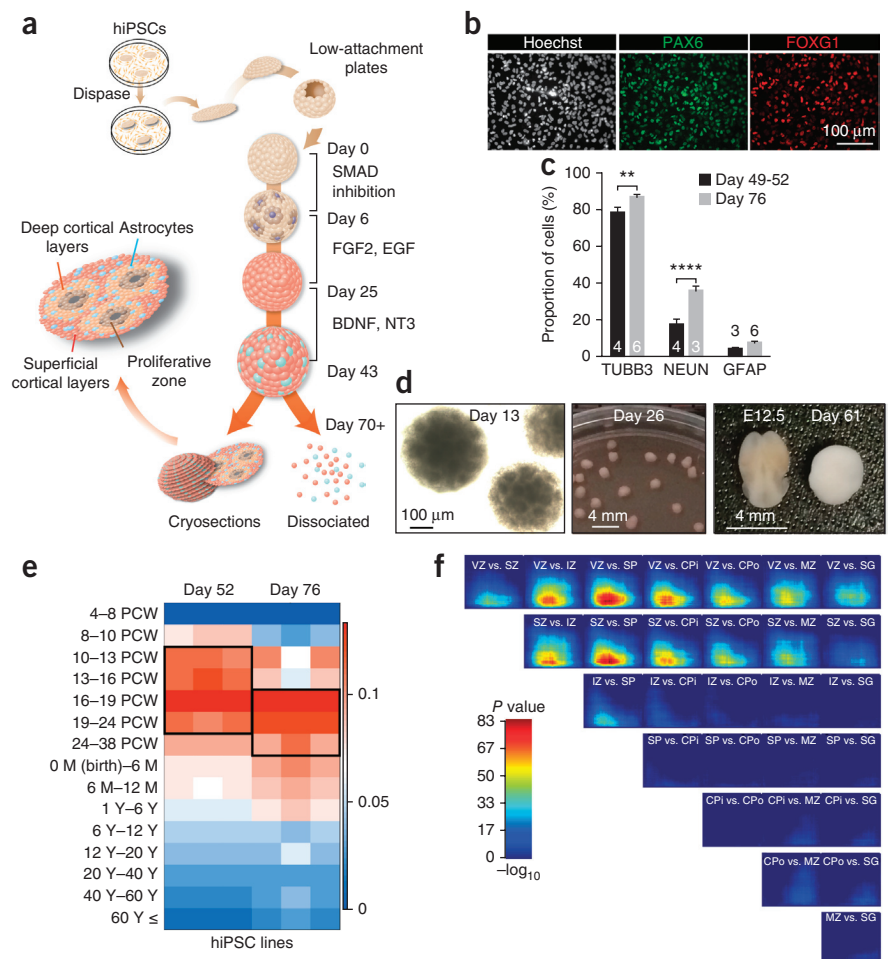 a
hiPSCs
Dispase
Low-attachment
plates
Day 0
SMAD
inhibition
Day 6
FGF2, EGF
Day 25
BDNF, NT3
Day 43
Day 70+
Deep cortical Astrocytes
layers
Superficial
cortical layers
Proliferative
zone
Cryosections
Dissociated
b
Hoechst
PAX6
FOXG1
100 μm
c
Day 49-52
Day 76
Proportion of cells (%)
100
80
60
40
20
0
**
****
4 6
4 3
3 6
TUBB3 NEUN GFAP
d
Day 13
100 μm
Day 26
4 mm
E12.5
Day 61
4 mm
e
Day 52 Day 76
4–8 PCW
8–10 PCW
10–13 PCW
13–16 PCW
16–19 PCW
19–24 PCW
24–38 PCW
0 M (birth)–6 M
6 M–12 M
1 Y–6 Y
6 Y–12 Y
12 Y–20 Y
20 Y–40 Y
40 Y–60 Y
60 Y ≤
hiPSC lines
0.1
0.05
0
f
VZ vs. SZ VZ vs. IZ VZ vs. SP VZ vs. CPi VZ vs. CPo VZ vs. MZ VZ vs. SG
SZ vs. IZ SZ vs. SP SZ vs. CPi SZ vs. CPo SZ vs. MZ SZ vs. SG
IZ vs. SP IZ vs. CPi IZ vs. CPo IZ vs. MZ IZ vs. SG
SP vs. CPi SP vs. CPo SP vs. MZ SP vs. SG
CPi vs. CPo CPi vs. MZ CPi vs. SG
CPo vs. MZ CPo vs. SG
MZ vs. SG
P value
83
67
50
33
17
0
–log10